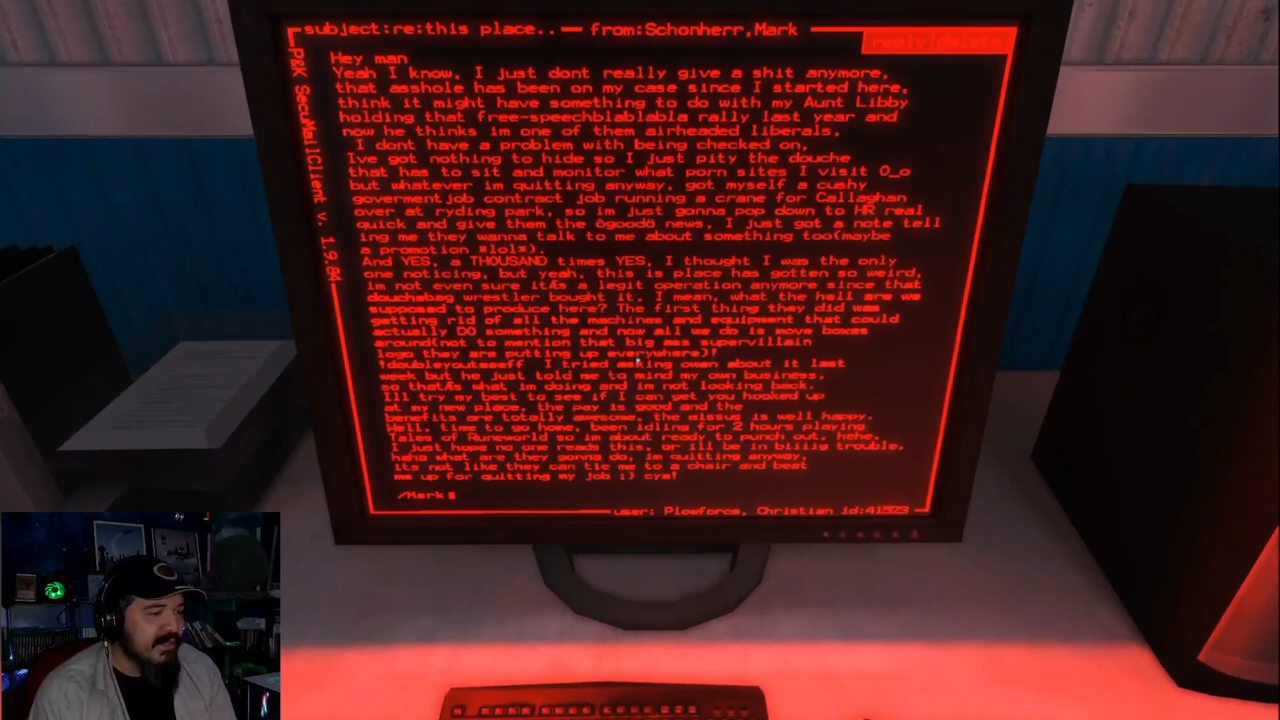 subject:re:this place.. from:Schonherr,Mark
P&K SecuMailClient v. 1.9.84
Hey man
Yeah I know, I just dont really give a shit anymore,
that asshole has been on my case since I started here,
think it might have something to do with my Aunt Libby
holding that free-speechblablabla rally last year and
now he thinks im one of them airheaded liberals.
I dont have a problem with being checked on,
Ive got nothing to hide so I just pity the douche
that has to sit and monitor what porn sites I visit O_o
but whatever im quitting anyway, got myself a cushy
govermentjob contract job running a crane for Callaghan
over at ryding park, so im just gonna pop down to HR real
quick and give them the ôgoodö news, I just got a note tell
ing me they wanna talk to me about something too(maybe
a promotion *lol*).
And YES, a THOUSAND times YES, I thought I was the only
one noticing, but yeah, this is place has gotten so weird,
im not even sure itÆs a legit operation anymore since that
douchebag wrestler bought it, I mean, what the hell are we
supposed to produce here? The first thing they did was
getting rid of all the machines and equipment that could
actually DO something and now all we do is move boxes
around(not to mention that big ass supervillain
logo they are putting up everywhere)!
!doubleyouteeff I tried asking owen about it last
week but he just told me to mind my own business,
so thatÆs what im doing and im not looking back.
Ill try my best to see if I can get you hooked up
at my new place, the pay is good and the
benefits are totally awesome, the missus is well happy.
Well, time to go home, been idling for 2 hours playing
Tales of Runeworld so im about ready to punch out, hehe.
I just hope no one reads this, or ill be in biiiig trouble,
haha what are they gonna do, im quitting anyway,
its not like they can tie me to a chair and beat
me up for quitting my job ;) cya!
/Mark
user: Plowforce, Christian id:41523